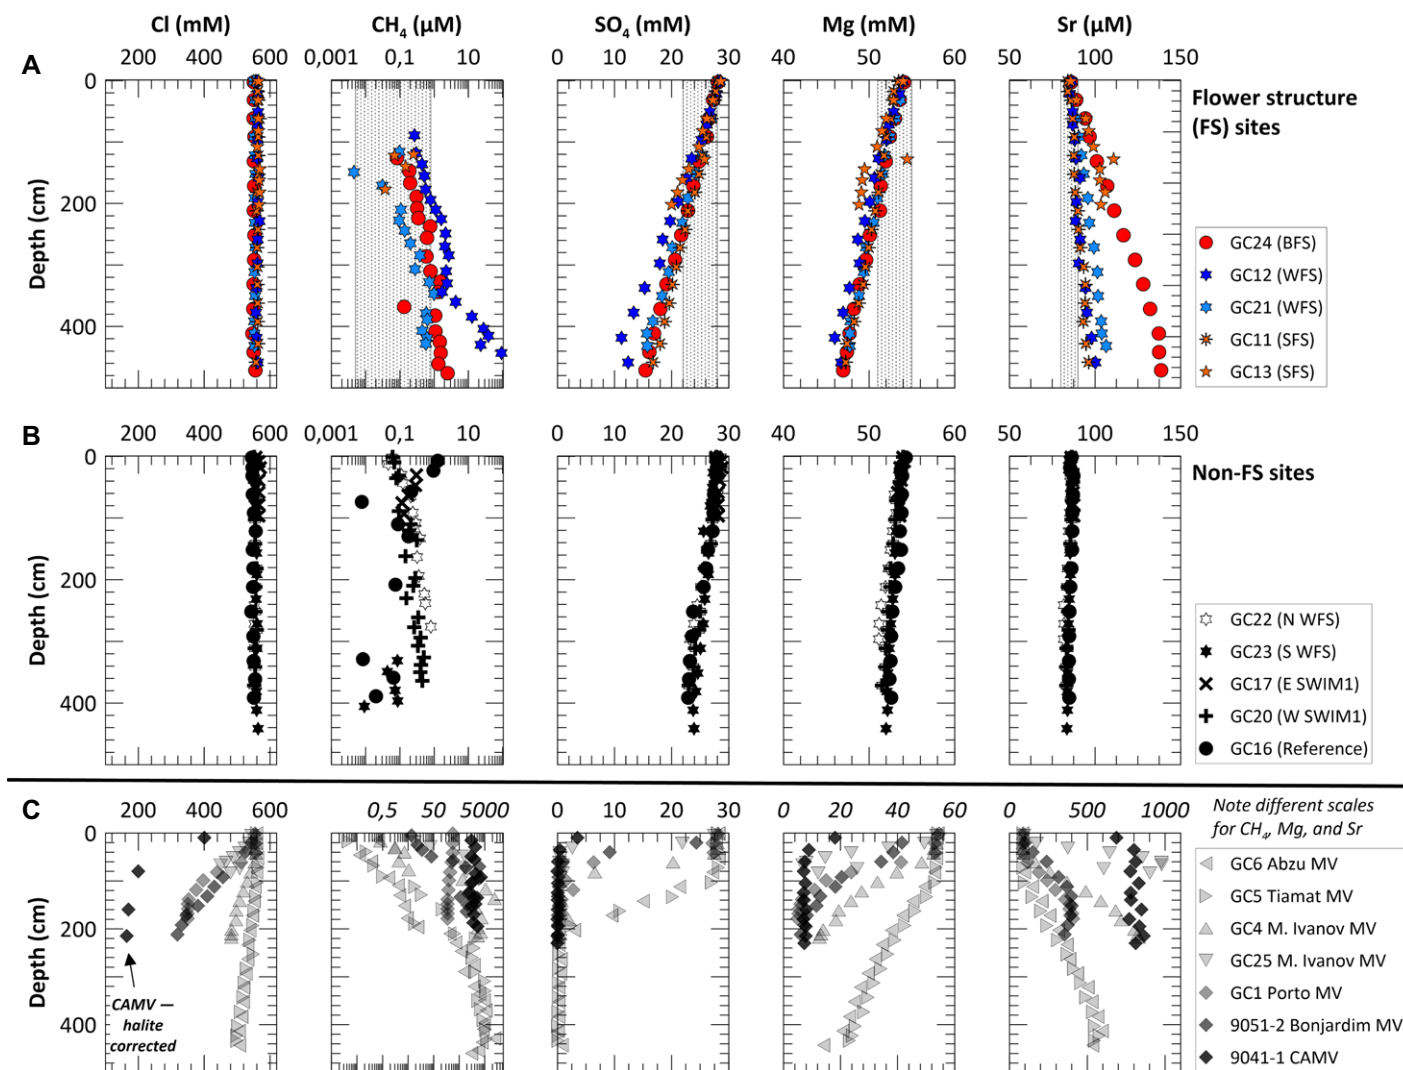 Cl (mM) CH₄ (µM) SO₄ (mM) Mg (mM) Sr (µM)
200 400 600 0,001 0,1 10 0 10 20 30 40 50 60 50 100 150
A
0
200
400
Depth (cm)
Flower structure
(FS) sites
GC24 (BFS)
GC12 (WFS)
GC21 (WFS)
GC11 (SFS)
GC13 (SFS)
B
200 400 600 0,001 0,1 10 0 10 20 30 40 50 60 50 100 150
0
200
400
Depth (cm)
Non-FS sites
GC22 (N WFS)
GC23 (S WFS)
GC17 (E SWIM1)
GC20 (W SWIM1)
GC16 (Reference)
C
200 400 600 0,5 50 5000 0 10 20 30 0 20 40 60 0 500 1000
0
200
400
Depth (cm)
CAMV —
halite
corrected
Note different scales
for CH₄, Mg, and Sr
GC6 Abzu MV
GC5 Tiamat MV
GC4 M. Ivanov MV
GC25 M. Ivanov MV
GC1 Porto MV
9051-2 Bonjardim MV
9041-1 CAMV